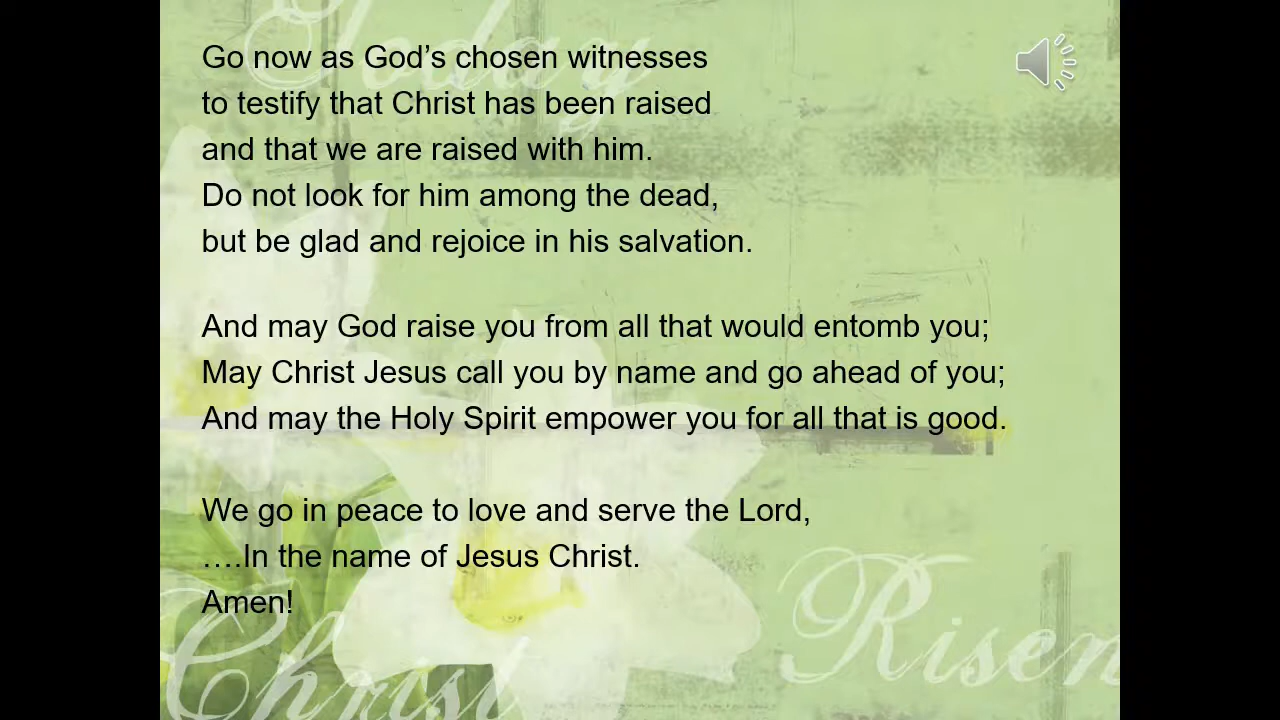 Today
Go now as God’s chosen witnesses
to testify that Christ has been raised
and that we are raised with him.
Do not look for him among the dead,
but be glad and rejoice in his salvation.
And may God raise you from all that would entomb you;
May Christ Jesus call you by name and go ahead of you;
And may the Holy Spirit empower you for all that is good.
We go in peace to love and serve the Lord,
….In the name of Jesus Christ.
Amen!
Christ
Risen